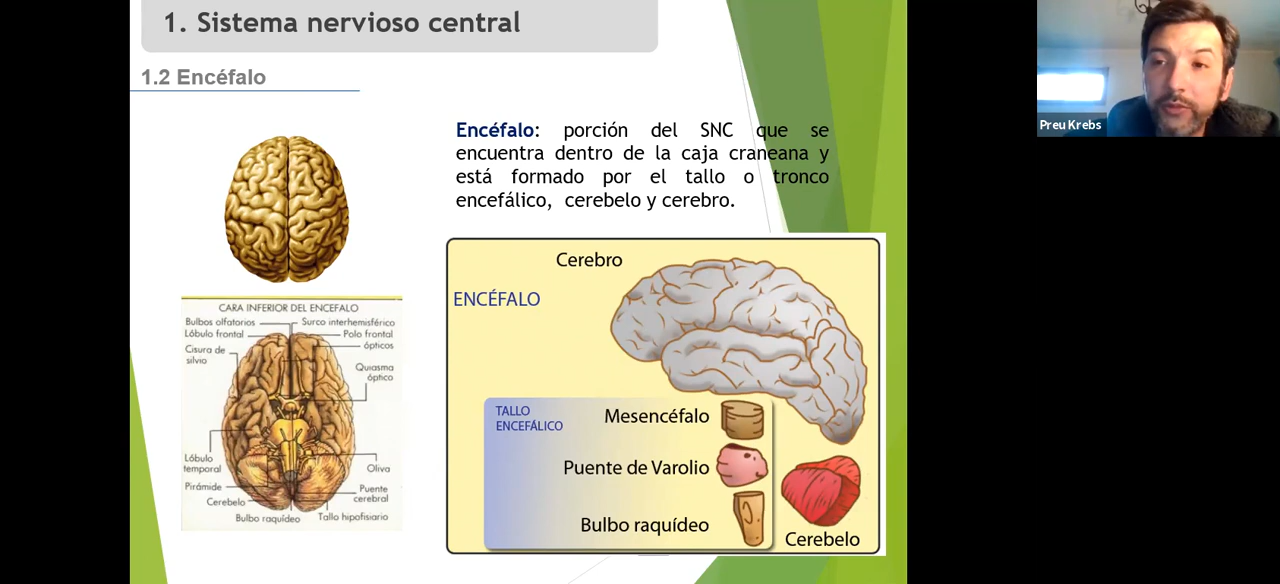 1. Sistema nervioso central
1.2 Encéfalo
Encéfalo: porción del SNC que se
encuentra dentro de la caja craneana y
está formado por el tallo o tronco
encefálico, cerebelo y cerebro.
CARA INFERIOR DEL ENCEFALO
Bulbos olfatorios
Surco interhemisférico
Lóbulo frontal
Polo frontal
Cisura de
silvio
ópticos
Quiasma
óptico
Lóbulo
temporal
Oliva
Pirámide
Puente
cerebral
Cerebelo
Bulbo raquídeo
Tallo hipofisiario
Cerebro
ENCÉFALO
TALLO
ENCEFÁLICO
Mesencéfalo
Puente de Varolio
Bulbo raquídeo
Cerebelo
Preu Krebs